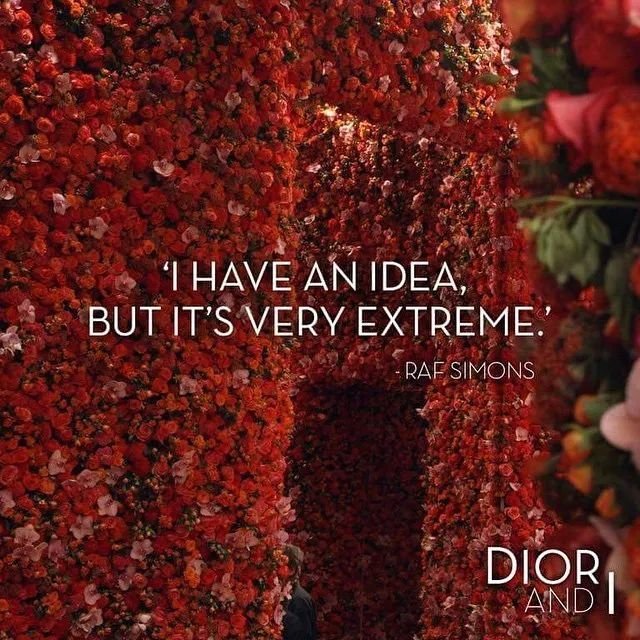 'I HAVE AN IDEA,
BUT IT'S VERY EXTREME.'
- RAF SIMONS
DIOR
AND I